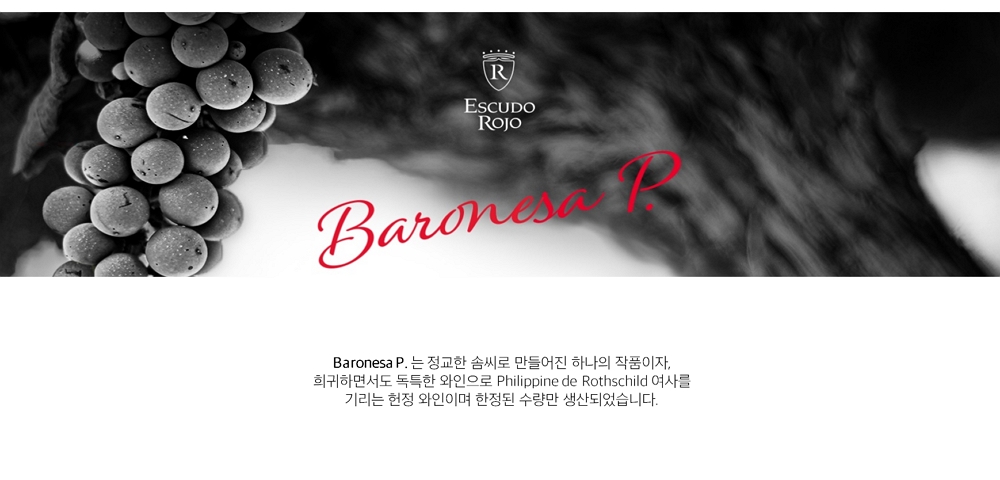 R
ESCUDO
ROJO
Baronesa P.
Baronesa P. 는 정교한 솜씨로 만들어진 하나의 작품이자,
희귀하면서도 독특한 와인으로 Philippine de Rothschild 여사를
기리는 헌정 와인이며 한정된 수량만 생산되었습니다.